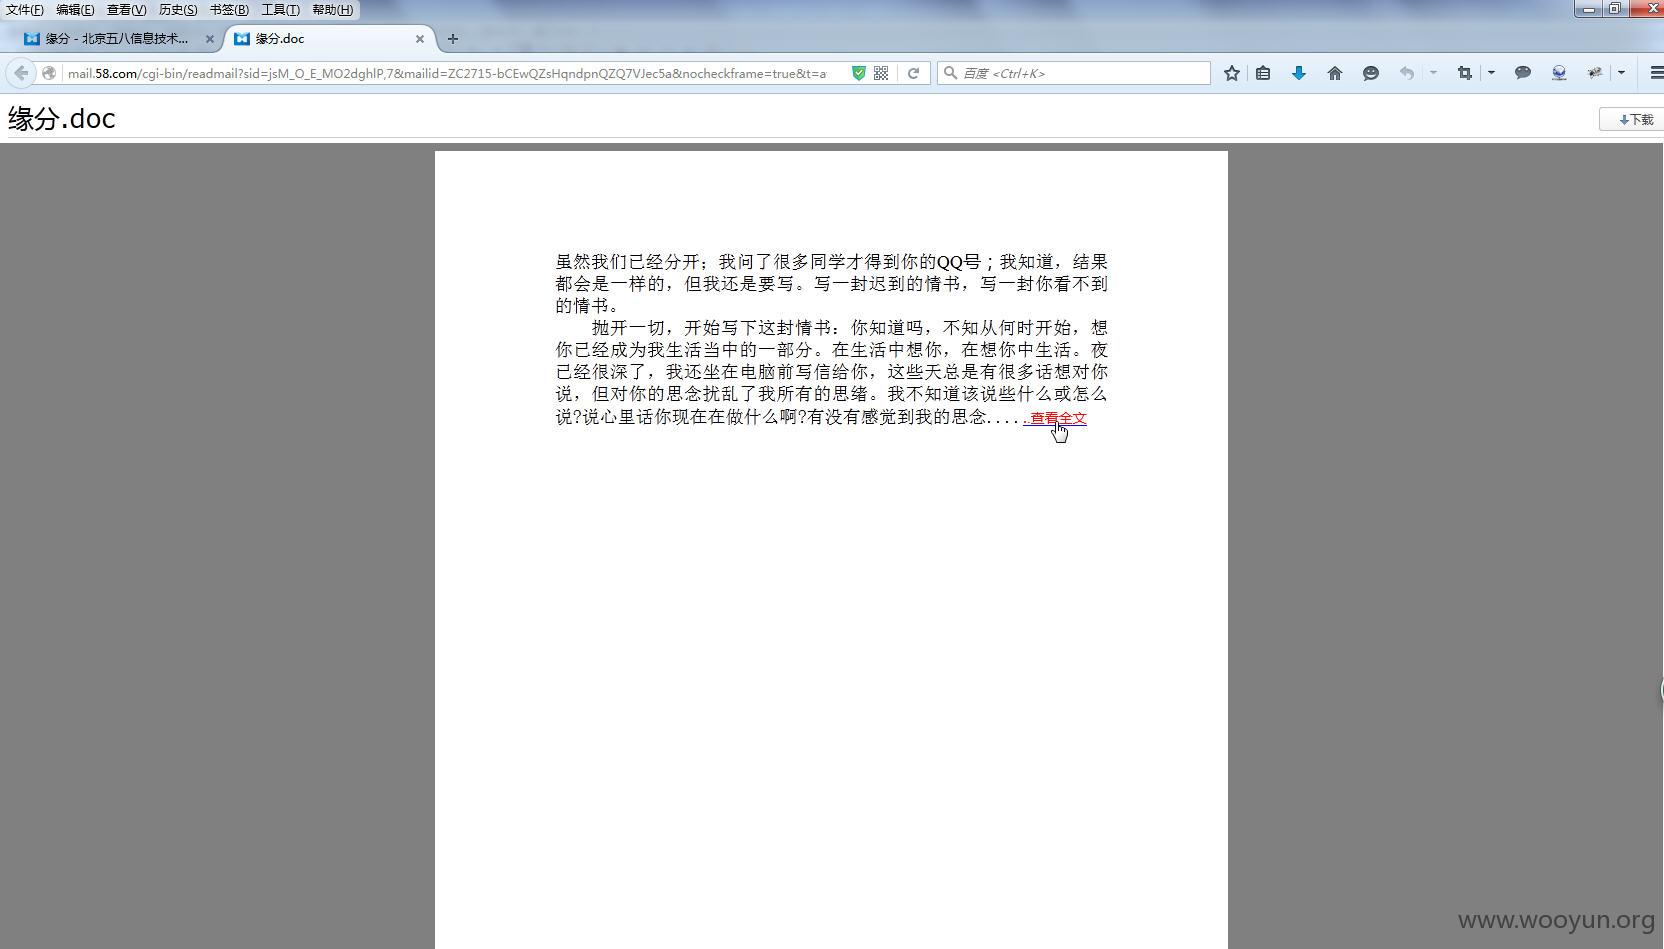 文件(F) 编辑(E) 查看(V) 历史(S) 书签(B) 工具(T) 帮助(H)
缘分 - 北京五八信息技术... 缘分.doc
mail.58.com/cgi-bin/readmail?sid=jsM_O_E_MO2dghlP,7&mailid=ZC2715-bCEwQZsHqndpnQZQ7VJec5a&nocheckframe=true&t=a 百度 <Ctrl+K>
缘分.doc
下载
虽然我们已经分开；我问了很多同学才得到你的QQ号；我知道，结果
都会是一样的，但我还是要写。写一封迟到的情书，写一封你看不到
的情书。
抛开一切，开始写下这封情书：你知道吗，不知从何时开始，想
你已经成为我生活当中的一部分。在生活中想你，在想你中生活。夜
已经很深了，我还坐在电脑前写信给你，这些天总是有很多话想对你
说，但对你的思念扰乱了我所有的思绪。我不知道该说些什么或怎么
说?说心里话你现在在做什么啊?有没有感觉到我的思念......查看全文
www.wooyun.org